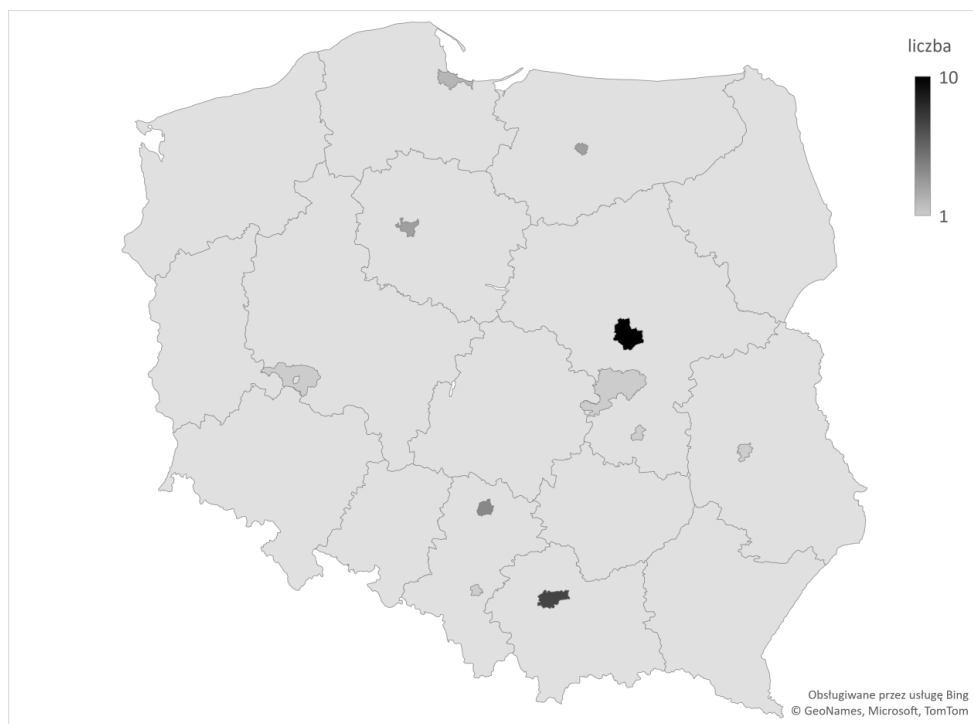 liczba
10
1
Obsługiwane przez usługę Bing
© GeoNames, Microsoft, TomTom